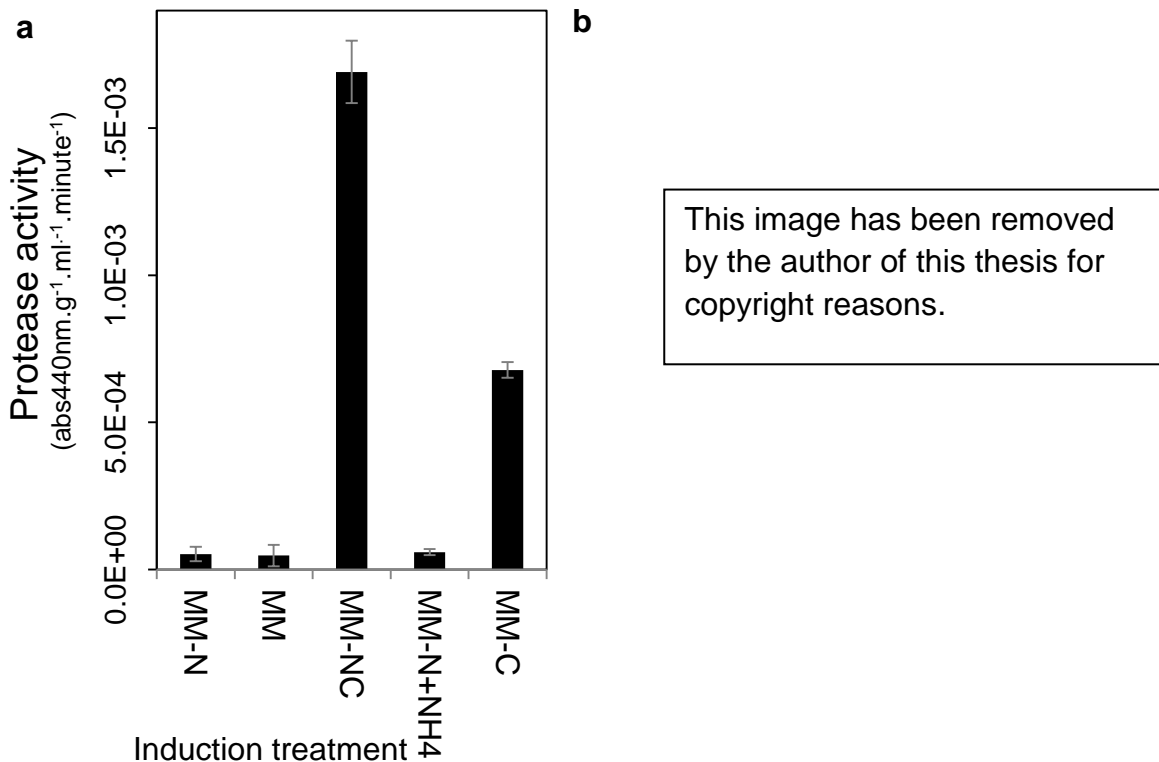 a
b
Protease activity
(abs440nm.g⁻¹.ml⁻¹.minute⁻¹)
1.5E-03
1.0E-03
5.0E-04
0.0E+00
MM-N
MM
MM-NC
MM-N+NH4
MM-C
Induction treatment
This image has been removed
by the author of this thesis for
copyright reasons.